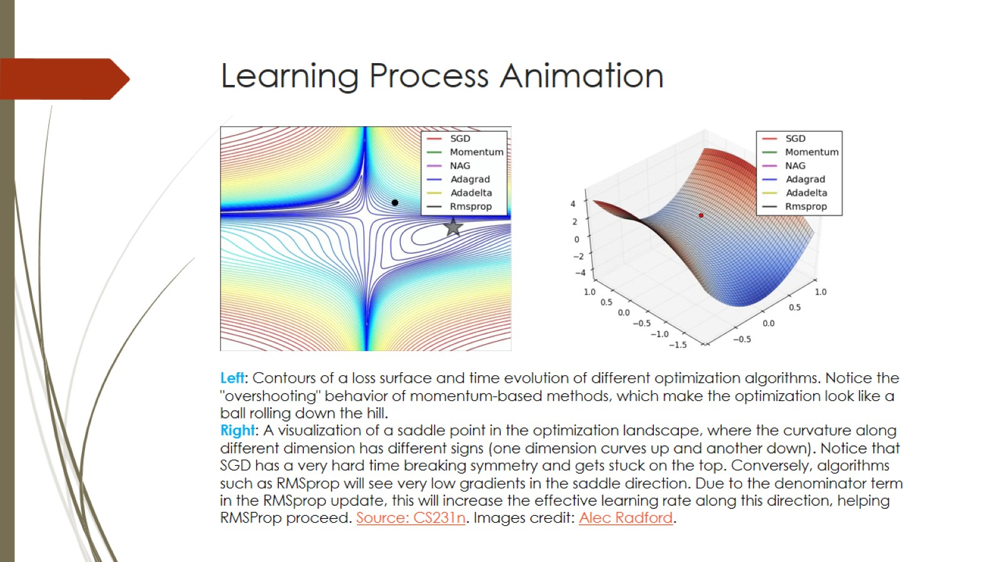 Learning Process Animation
SGD
Momentum
NAG
Adagrad
Adadelta
Rmsprop
SGD
Momentum
NAG
Adagrad
Adadelta
Rmsprop
4
2
0
−2
−4
1.0
0.5
0.0
−0.5
−1.0
−1.5
−0.5
0.0
0.5
1.0
Left: Contours of a loss surface and time evolution of different optimization algorithms. Notice the
"overshooting" behavior of momentum-based methods, which make the optimization look like a
ball rolling down the hill.
Right: A visualization of a saddle point in the optimization landscape, where the curvature along
different dimension has different signs (one dimension curves up and another down). Notice that
SGD has a very hard time breaking symmetry and gets stuck on the top. Conversely, algorithms
such as RMSprop will see very low gradients in the saddle direction. Due to the denominator term
in the RMSprop update, this will increase the effective learning rate along this direction, helping
RMSProp proceed. Source: CS231n. Images credit: Alec Radford.